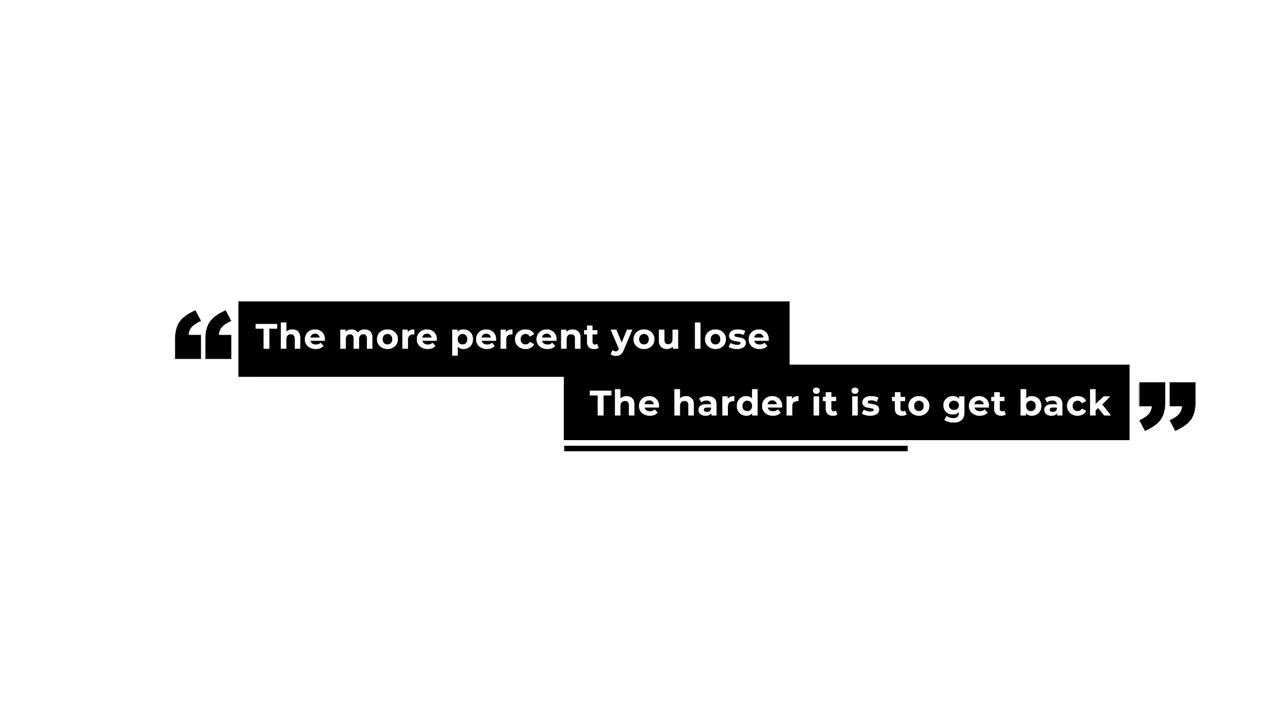 “The more percent you lose
The harder it is to get back”